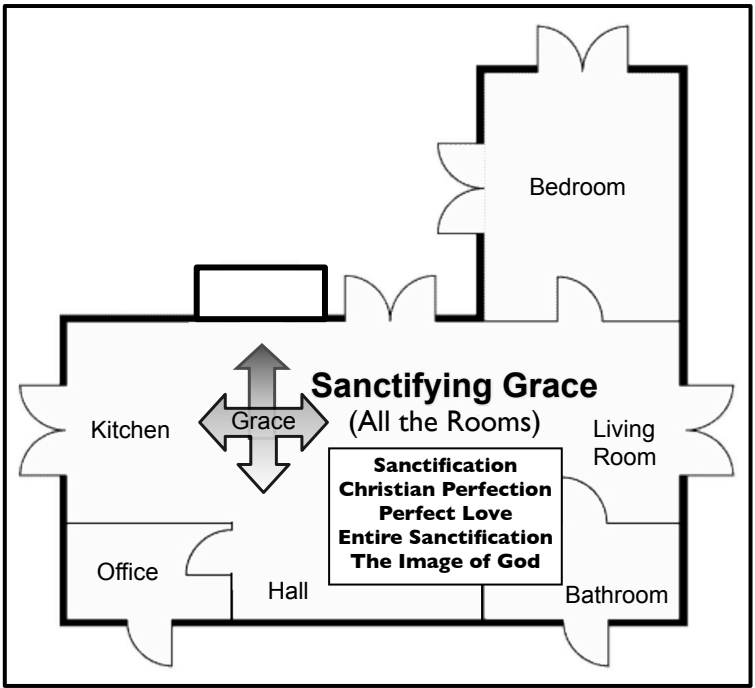 Bedroom
Sanctifying Grace
(All the Rooms)
Kitchen
Grace
Living
Room
Sanctification
Christian Perfection
Perfect Love
Entire Sanctification
The Image of God
Office
Hall
Bathroom